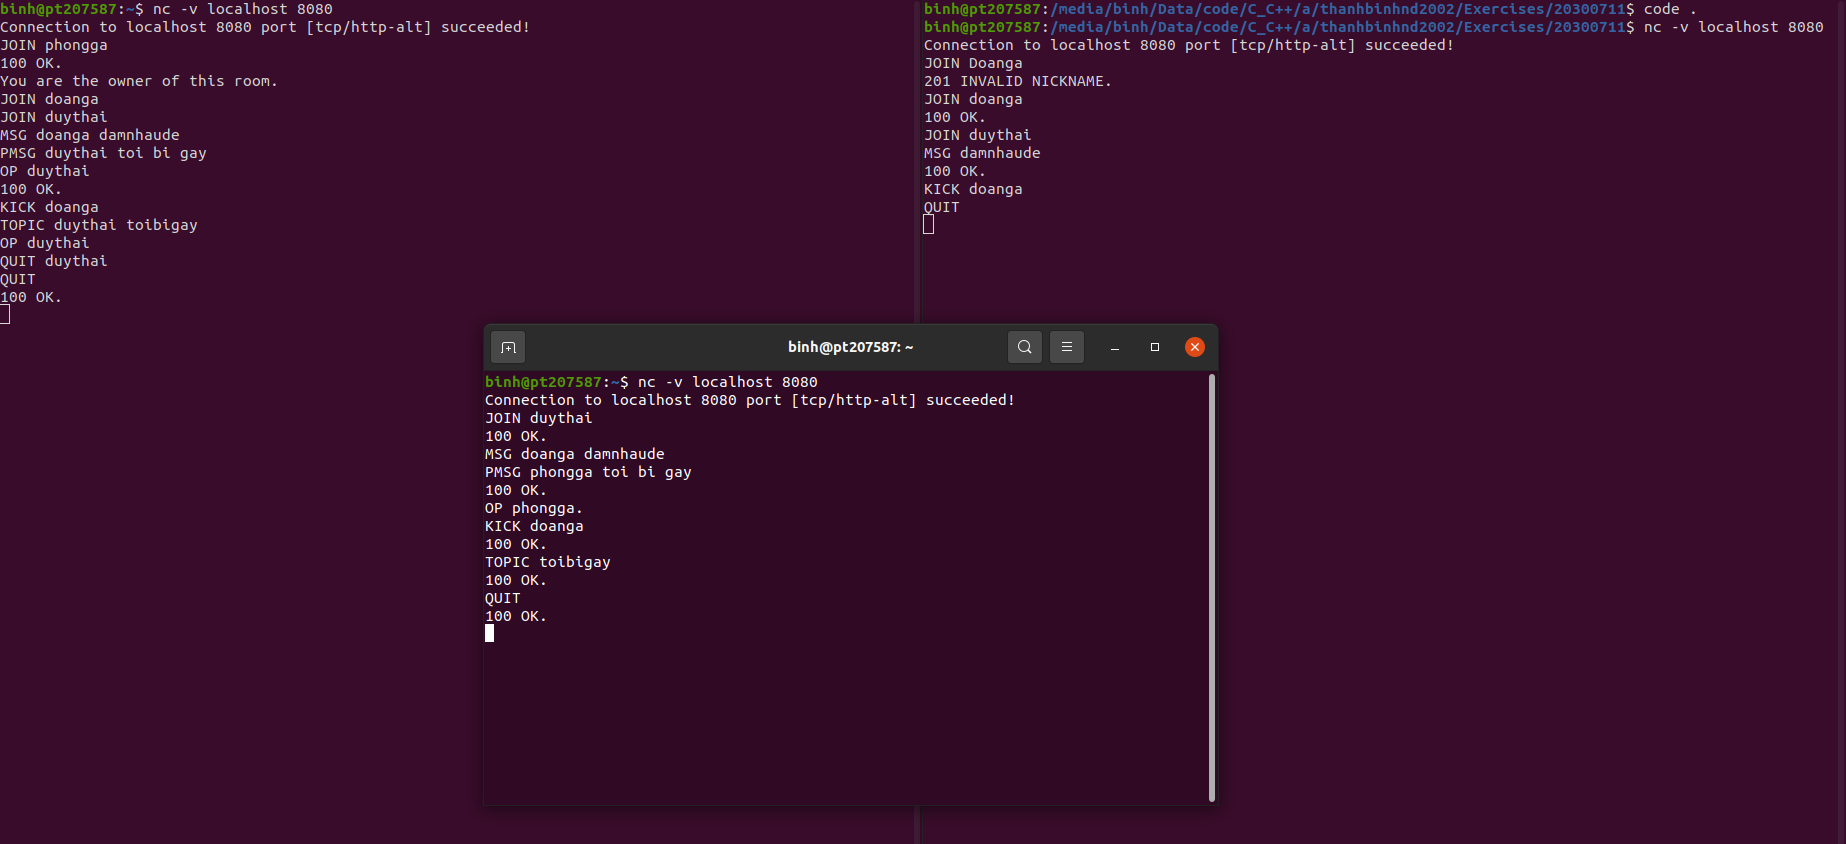 binh@pt207587:~$ nc -v localhost 8080
Connection to localhost 8080 port [tcp/http-alt] succeeded!
JOIN phongga
100 OK.
You are the owner of this room.
JOIN doanga
JOIN duythai
MSG doanga damnhaude
PMSG duythai toi bi gay
OP duythai
100 OK.
KICK doanga
TOPIC duythai toibigay
OP duythai
QUIT duythai
QUIT
100 OK.
binh@pt207587:/media/binh/Data/code/C_C++/a/thanhbinhnd2002/Exercises/20300711$ code .
binh@pt207587:/media/binh/Data/code/C_C++/a/thanhbinhnd2002/Exercises/20300711$ nc -v localhost 8080
Connection to localhost 8080 port [tcp/http-alt] succeeded!
JOIN Doanga
201 INVALID NICKNAME.
JOIN doanga
100 OK.
JOIN duythai
MSG damnhaude
100 OK.
KICK doanga
QUIT
binh@pt207587: ~
binh@pt207587:~$ nc -v localhost 8080
Connection to localhost 8080 port [tcp/http-alt] succeeded!
JOIN duythai
100 OK.
MSG doanga damnhaude
PMSG phongga toi bi gay
100 OK.
OP phongga.
KICK doanga
100 OK.
TOPIC toibigay
100 OK.
QUIT
100 OK.